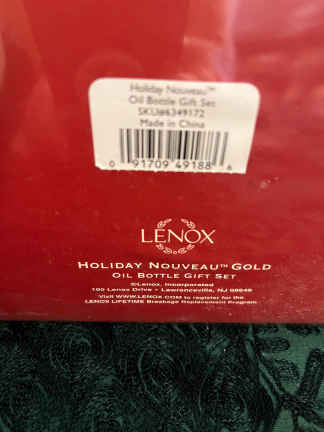 Holiday Nouveau™
Oil Bottle Gift Set
SKU#6349172
Made in China
0 91709 49188 4
LENOX
HOLIDAY NOUVEAU™ GOLD
OIL BOTTLE GIFT SET
©Lenox, Incorporated
100 Lenox Drive • Lawrenceville, NJ 08648
Visit WWW.LENOX.COM to register for the
LENOX LIFETIME Breakage Replacement Program